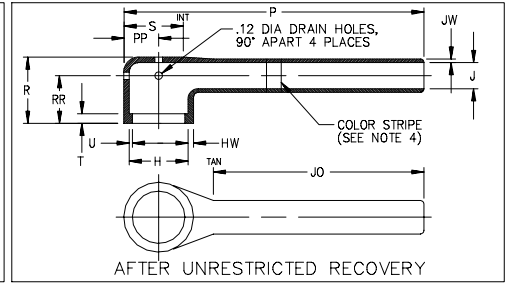 P
S
INT
JW
PP
.12 DIA DRAIN HOLES,
90° APART 4 PLACES
R
RR
J
COLOR STRIPE
(SEE NOTE 4)
U
HW
T
H
TAN
JO
AFTER UNRESTRICTED RECOVERY